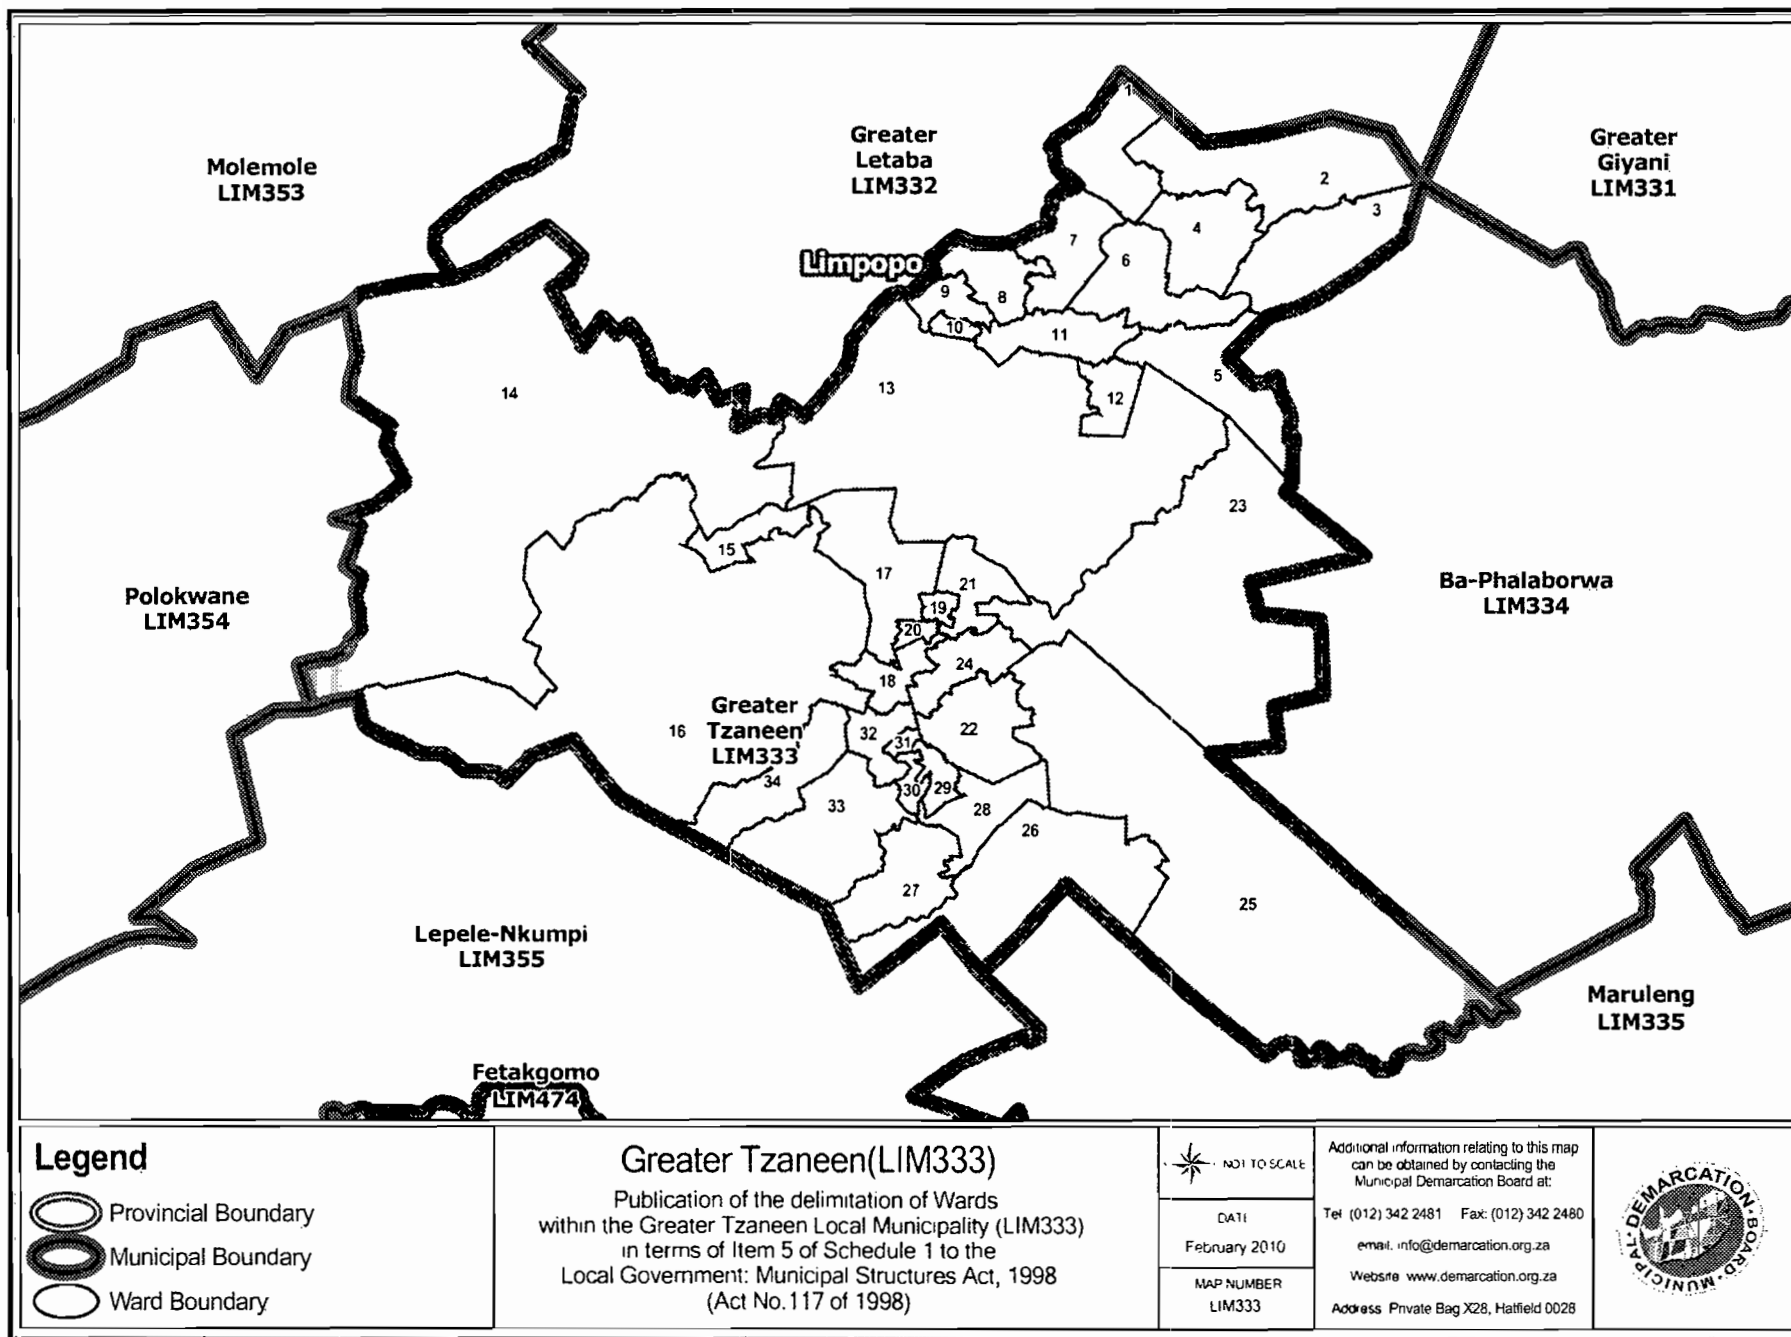 Molemole
LIM353
Greater
Letaba
LIM332
Greater
Giyani
LIM331
Limpopo
Polokwane
LIM354
Ba-Phalaborwa
LIM334
Greater
Tzaneen
LIM333
Lepele-Nkumpi
LIM355
Maruleng
LIM335
Fetakgomo
LIM474
1
2
3
4
5
6
7
8
9
10
11
12
13
14
15
16
17
18
19
20
21
22
23
24
25
26
27
28
29
30
31
32
33
34
Legend
Provincial Boundary
Municipal Boundary
Ward Boundary
Greater Tzaneen(LIM333)
Publication of the delimitation of Wards
within the Greater Tzaneen Local Municipality (LIM333)
in terms of Item 5 of Schedule 1 to the
Local Government: Municipal Structures Act, 1998
(Act No.117 of 1998)
NOT TO SCALE
DATE
February 2010
MAP NUMBER
LIM333
Additional information relating to this map
can be obtained by contacting the
Municipal Demarcation Board at:
Tel (012) 342 2481 Fax: (012) 342 2480
email. info@demarcation.org.za
Website www.demarcation.org.za
Address Private Bag X28, Hatfield 0028
MUNICIPAL · DEMARCATION · BOARD